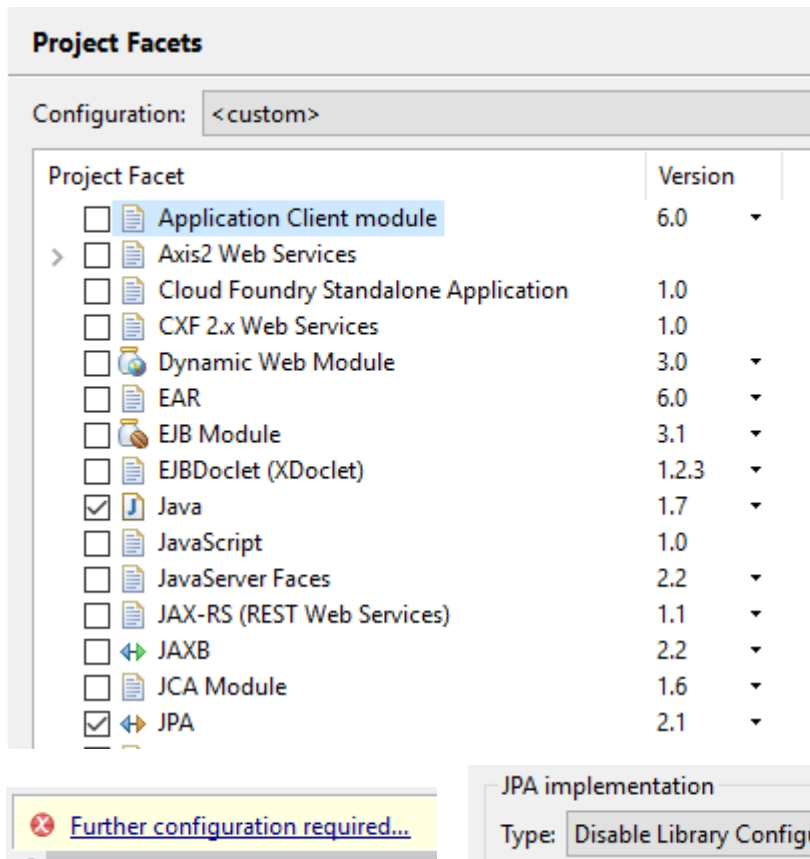 Project Facets
Configuration: <custom>
Project Facet Version
Application Client module 6.0
Axis2 Web Services
Cloud Foundry Standalone Application 1.0
CXF 2.x Web Services 1.0
Dynamic Web Module 3.0
EAR 6.0
EJB Module 3.1
EJBDoclet (XDoclet) 1.2.3
Java 1.7
JavaScript 1.0
JavaServer Faces 2.2
JAX-RS (REST Web Services) 1.1
JAXB 2.2
JCA Module 1.6
JPA 2.1
Further configuration required...
JPA implementation
Type: Disable Library Configu